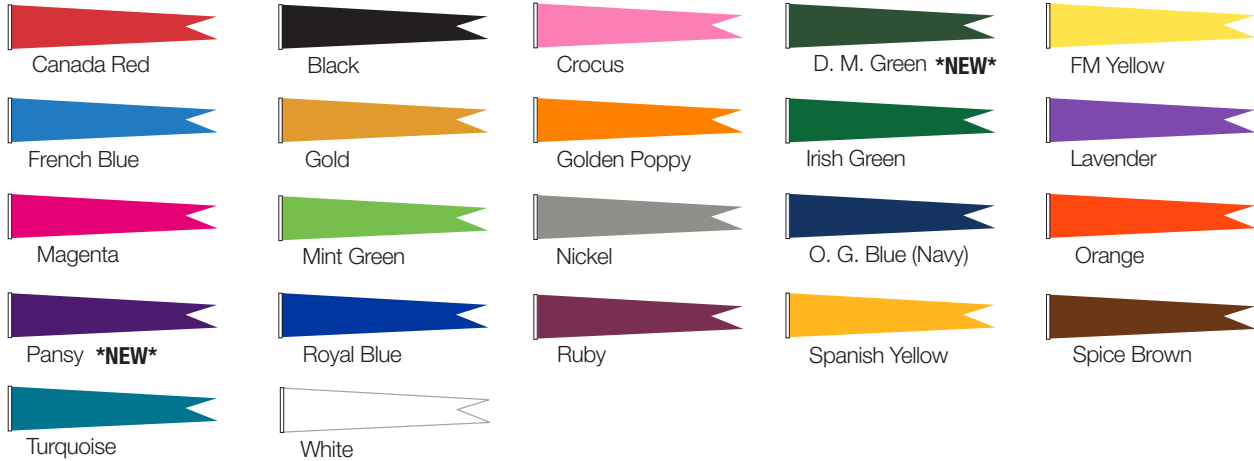 Canada Red
Black
Crocus
D. M. Green *NEW*
FM Yellow
French Blue
Gold
Golden Poppy
Irish Green
Lavender
Magenta
Mint Green
Nickel
O. G. Blue (Navy)
Orange
Pansy *NEW*
Royal Blue
Ruby
Spanish Yellow
Spice Brown
Turquoise
White